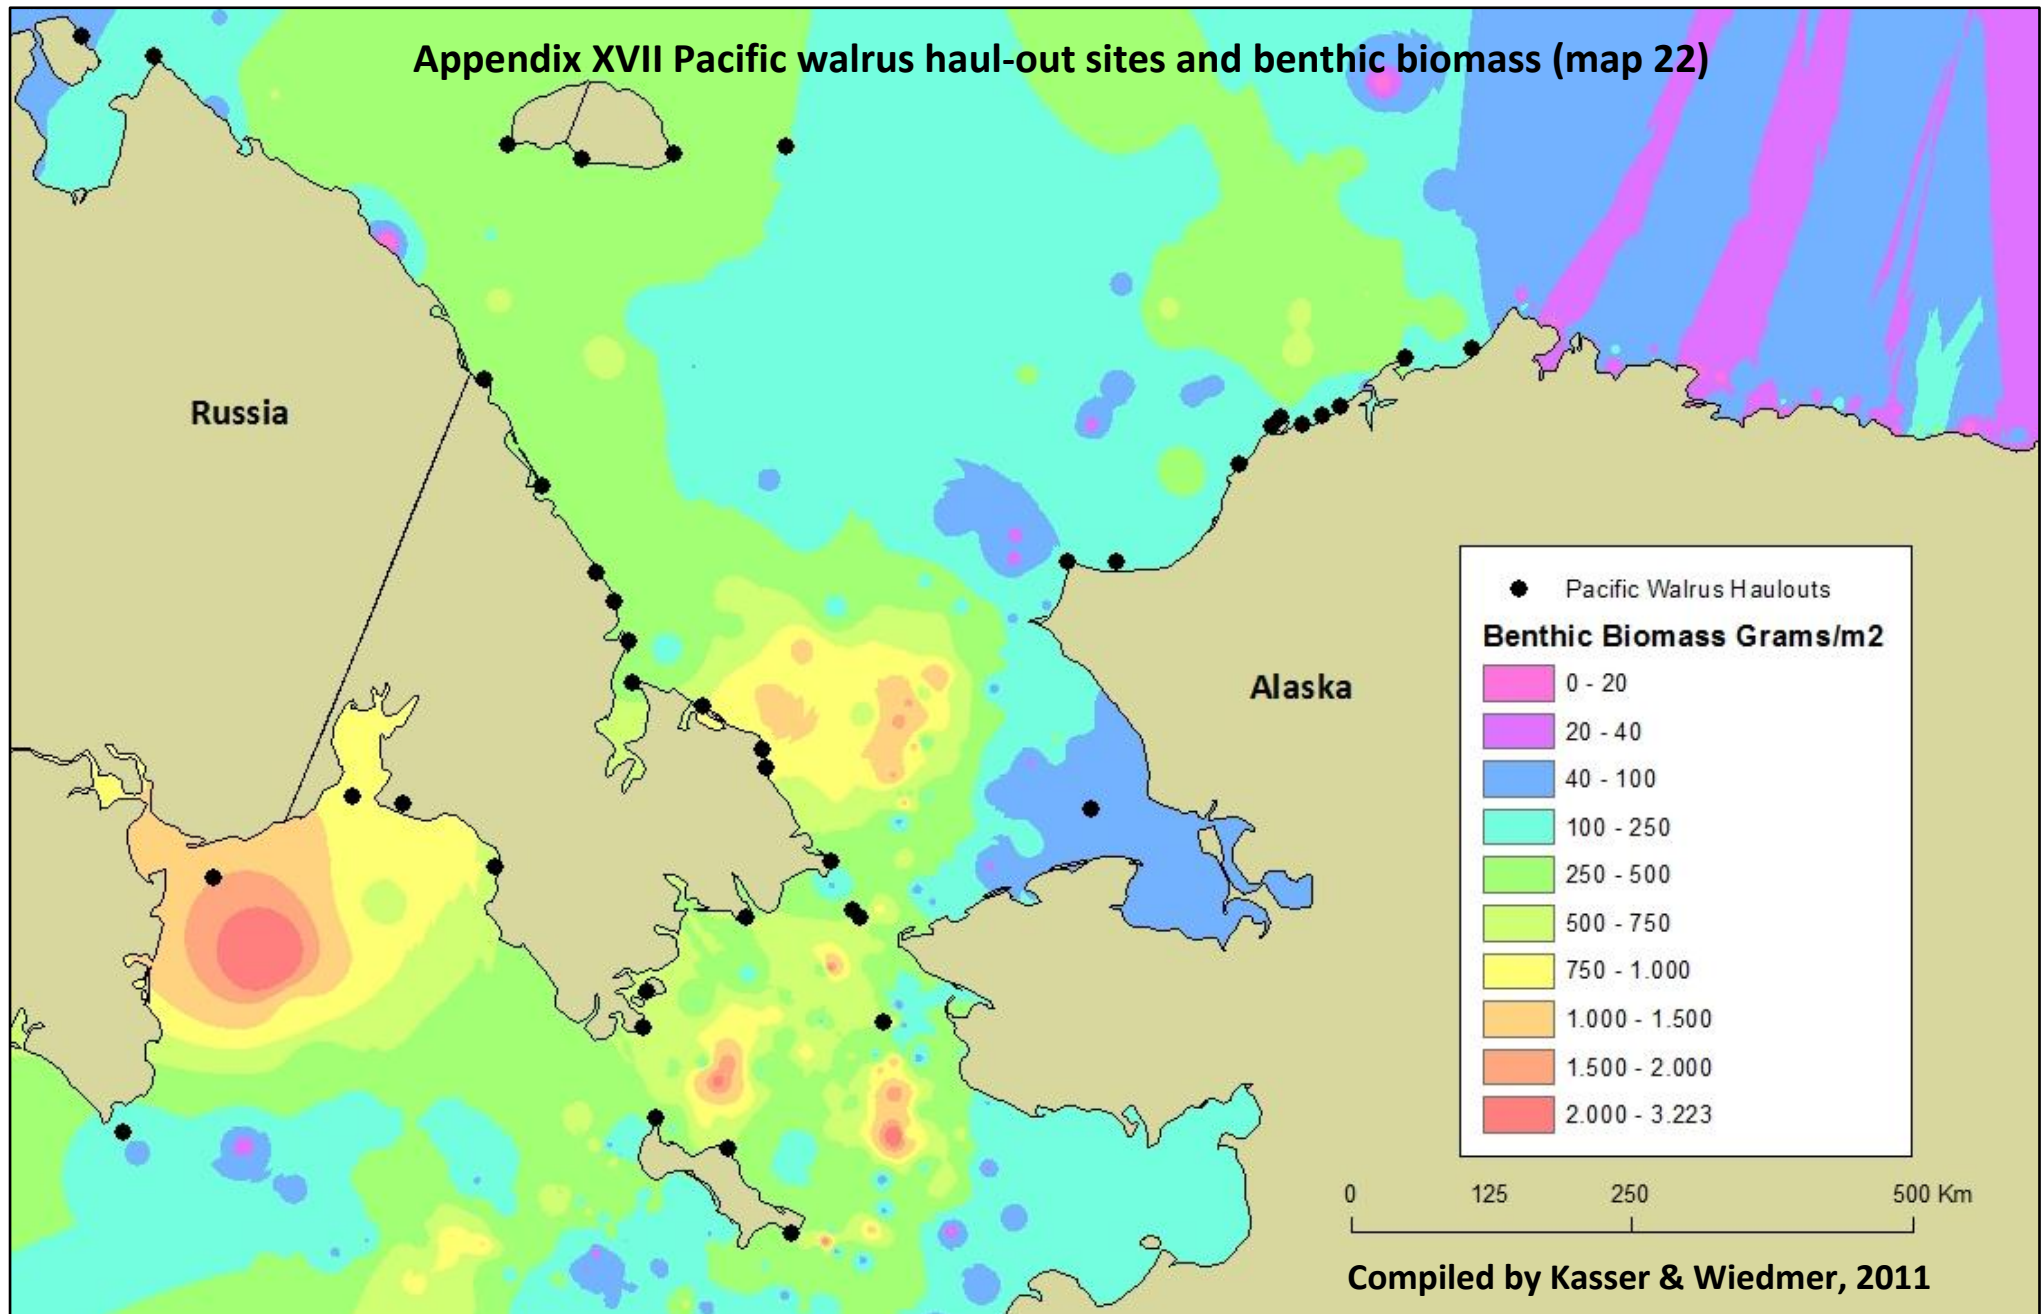 Appendix XVII Pacific walrus haul-out sites and benthic biomass (map 22)
Russia
Alaska
Pacific Walrus Haulouts
Benthic Biomass Grams/m2
0 - 20
20 - 40
40 - 100
100 - 250
250 - 500
500 - 750
750 - 1.000
1.000 - 1.500
1.500 - 2.000
2.000 - 3.223
0 125 250 500 Km
Compiled by Kasser & Wiedmer, 2011